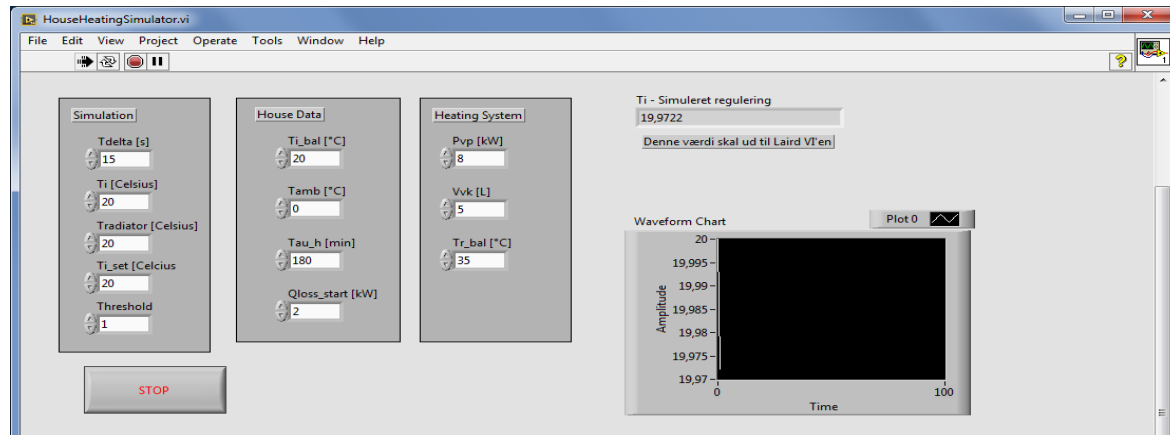 HouseHeatingSimulator.vi
File Edit View Project Operate Tools Window Help
1
Simulation
Tdelta [s]
15
Ti [Celsius]
20
Tradiator [Celsius]
20
Ti_set [Celcius
20
Threshold
1
STOP
House Data
Ti_bal [°C]
20
Tamb [°C]
0
Tau_h [min]
180
Qloss_start [kW]
2
Heating System
Pvp [kW]
8
Vvk [L]
5
Tr_bal [°C]
35
Ti - Simuleret regulering
19,9722
Denne værdi skal ud til Laird VI'en
Waveform Chart
Plot 0
Amplitude
20
19,995
19,99
19,985
19,98
19,975
19,97
0
100
Time